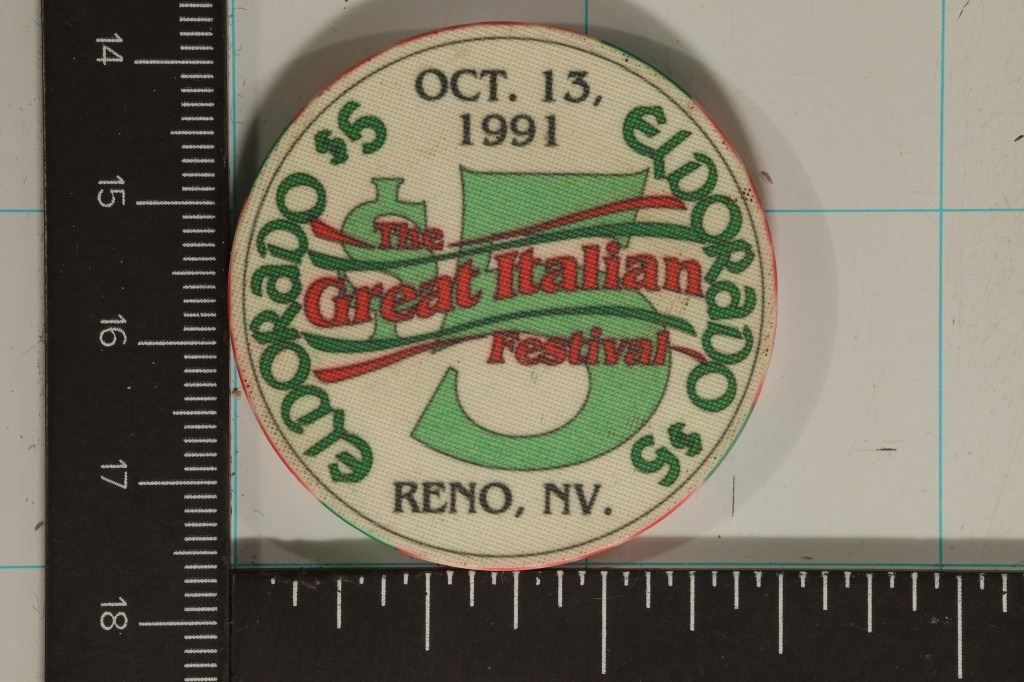 OCT. 13,
1991
ELDORADO $5
ELDORADO $5
$5
The
Great Italian
Festival
RENO, NV.
14
15
16
17
18